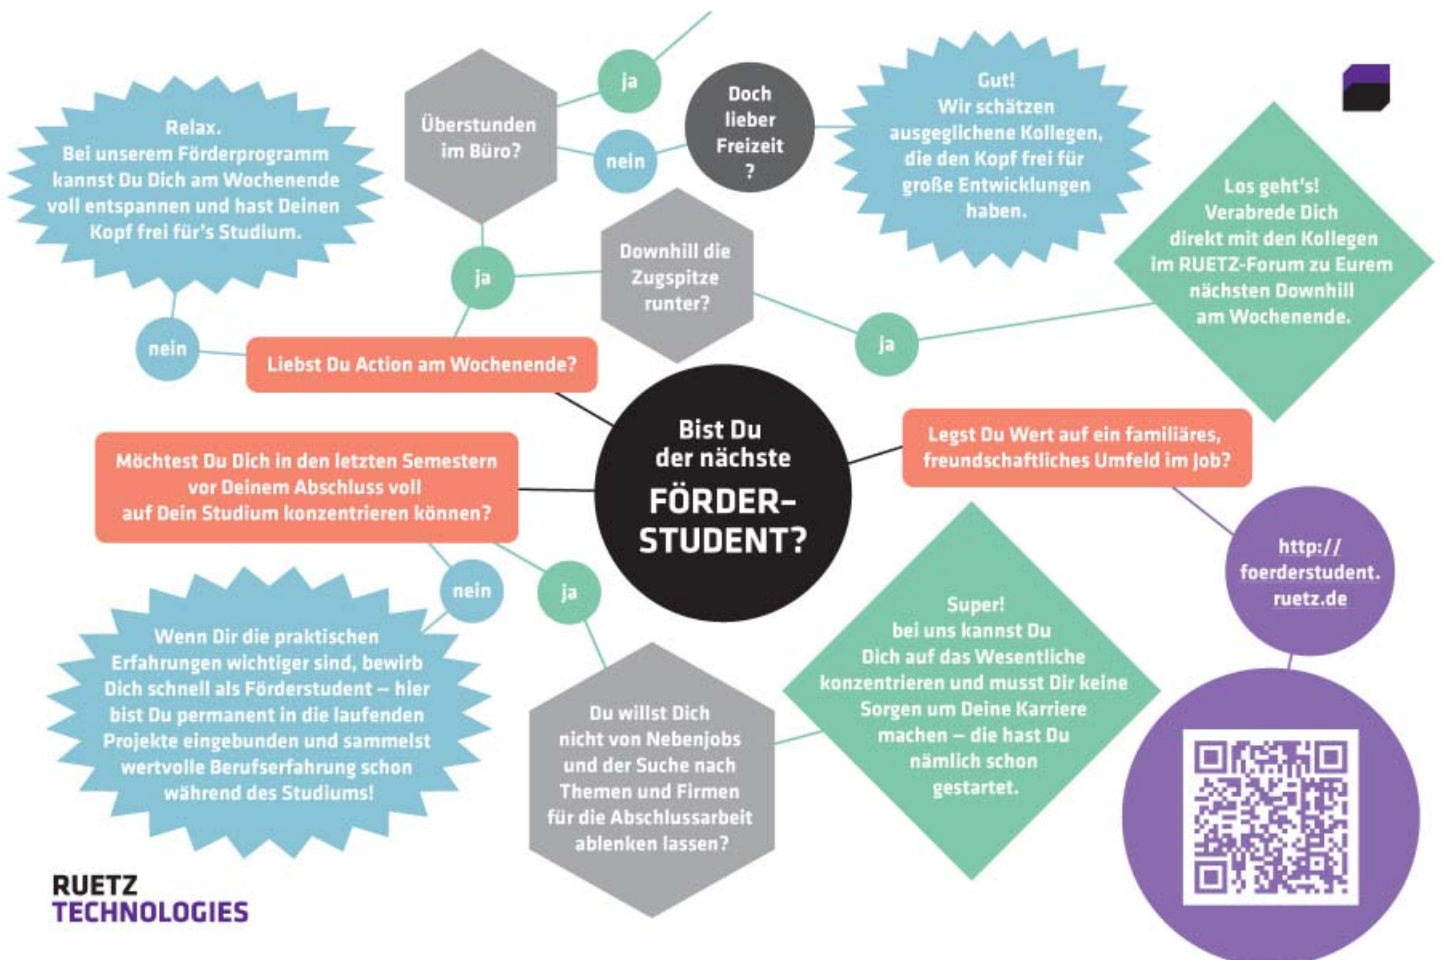 Relax.
Bei unserem Förderprogramm
kannst Du Dich am Wochenende
voll entspannen und hast Deinen
Kopf frei für's Studium.
Überstunden
im Büro?
ja
nein
Doch
lieber
Freizeit
?
Gut!
Wir schätzen
ausgeglichene Kollegen,
die den Kopf frei für
große Entwicklungen
haben.
Los geht's!
Verabrede Dich
direkt mit den Kollegen
im RUETZ-Forum zu Eurem
nächsten Downhill
am Wochenende.
ja
Downhill die
Zugspitze
runter?
ja
nein
Liebst Du Action am Wochenende?
Bist Du
der nächste
FÖRDER-
STUDENT?
Legst Du Wert auf ein familiäres,
freundschaftliches Umfeld im Job?
Möchtest Du Dich in den letzten Semestern
vor Deinem Abschluss voll
auf Dein Studium konzentrieren können?
nein
ja
http://
foerderstudent.
ruetz.de
Wenn Dir die praktischen
Erfahrungen wichtiger sind, bewirb
Dich schnell als Förderstudent – hier
bist Du permanent in die laufenden
Projekte eingebunden und sammelst
wertvolle Berufserfahrung schon
während des Studiums!
Du willst Dich
nicht von Nebenjobs
und der Suche nach
Themen und Firmen
für die Abschlussarbeit
ablenken lassen?
Super!
bei uns kannst Du
Dich auf das Wesentliche
konzentrieren und musst Dir keine
Sorgen um Deine Karriere
machen – die hast Du
nämlich schon
gestartet.
RUETZ
TECHNOLOGIES